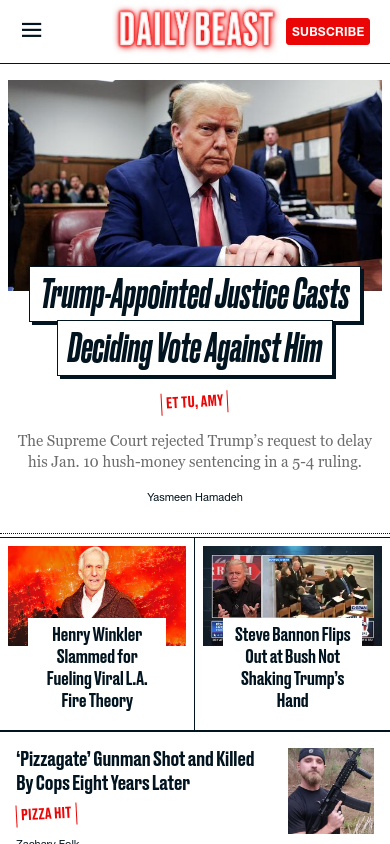 DAILY BEAST
SUBSCRIBE
Trump-Appointed Justice Casts
Deciding Vote Against Him
ET TU, AMY
The Supreme Court rejected Trump's request to delay
his Jan. 10 hush-money sentencing in a 5-4 ruling.
Yasmeen Hamadeh
Henry Winkler
Slammed for
Fueling Viral L.A.
Fire Theory
Steve Bannon Flips
Out at Bush Not
Shaking Trump's
Hand
‘Pizzagate’ Gunman Shot and Killed
By Cops Eight Years Later
PIZZA HIT